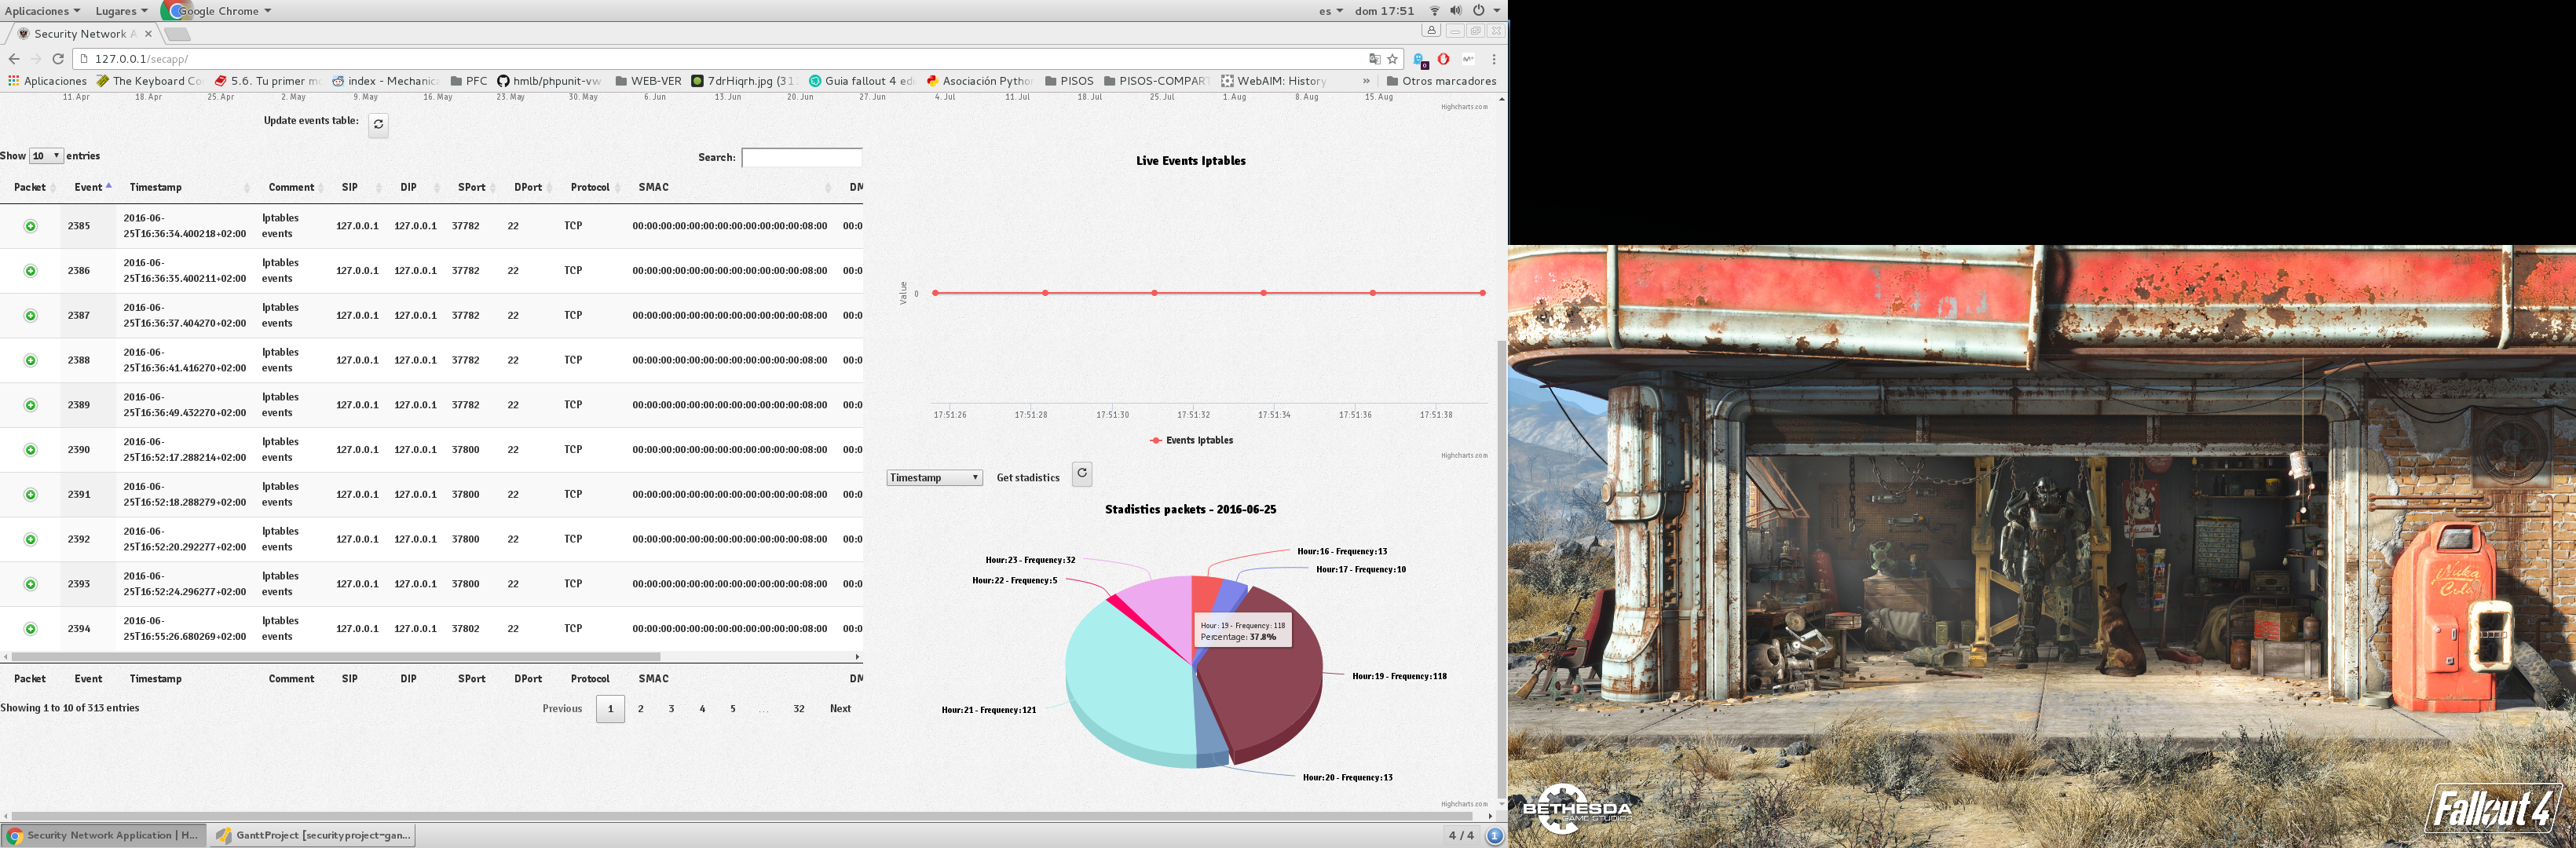 Aplicaciones Lugares Google Chrome es dom 17:51
Security Network A
127.0.0.1/secapp/
Aplicaciones The Keyboard Co 5.6. Tu primer mo index - Mechanica PFC hmlb/phpunit-vw WEB-VER 7drHiqrh.jpg (31 Guia fallout 4 ed Asociación Pytho PISOS PISOS-COMPART WebAIM: History » Otros marcadores
11. Apr 18. Apr 25. Apr 2. May 9. May 16. May 23. May 30. May 6. Jun 13. Jun 20. Jun 27. Jun 4. Jul 11. Jul 18. Jul 25. Jul 1. Aug 8. Aug 15. Aug
Highcharts.com
Update events table:
Show 10 entries
Search:
Packet Event Timestamp Comment SIP DIP SPort DPort Protocol SMAC DM
2385 2016-06-25T16:36:34.400218+02:00 Iptables events 127.0.0.1 127.0.0.1 37782 22 TCP 00:00:00:00:00:00:00:00:00:00:00:00:08:00 00:0
2386 2016-06-25T16:36:35.400211+02:00 Iptables events 127.0.0.1 127.0.0.1 37782 22 TCP 00:00:00:00:00:00:00:00:00:00:00:00:08:00 00:0
2387 2016-06-25T16:36:37.404270+02:00 Iptables events 127.0.0.1 127.0.0.1 37782 22 TCP 00:00:00:00:00:00:00:00:00:00:00:00:08:00 00:0
2388 2016-06-25T16:36:41.416270+02:00 Iptables events 127.0.0.1 127.0.0.1 37782 22 TCP 00:00:00:00:00:00:00:00:00:00:00:00:08:00 00:0
2389 2016-06-25T16:36:49.432270+02:00 Iptables events 127.0.0.1 127.0.0.1 37782 22 TCP 00:00:00:00:00:00:00:00:00:00:00:00:08:00 00:0
2390 2016-06-25T16:52:17.288214+02:00 Iptables events 127.0.0.1 127.0.0.1 37800 22 TCP 00:00:00:00:00:00:00:00:00:00:00:00:08:00 00:0
2391 2016-06-25T16:52:18.288279+02:00 Iptables events 127.0.0.1 127.0.0.1 37800 22 TCP 00:00:00:00:00:00:00:00:00:00:00:00:08:00 00:0
2392 2016-06-25T16:52:20.292277+02:00 Iptables events 127.0.0.1 127.0.0.1 37800 22 TCP 00:00:00:00:00:00:00:00:00:00:00:00:08:00 00:0
2393 2016-06-25T16:52:24.296277+02:00 Iptables events 127.0.0.1 127.0.0.1 37800 22 TCP 00:00:00:00:00:00:00:00:00:00:00:00:08:00 00:0
2394 2016-06-25T16:55:26.680269+02:00 Iptables events 127.0.0.1 127.0.0.1 37802 22 TCP 00:00:00:00:00:00:00:00:00:00:00:00:08:00 00:0
Packet Event Timestamp Comment SIP DIP SPort DPort Protocol SMAC DM
Showing 1 to 10 of 313 entries
Previous 1 2 3 4 5 ... 32 Next
Live Events Iptables
Value
0
17:51:26 17:51:28 17:51:30 17:51:32 17:51:34 17:51:36 17:51:38
Events Iptables
Highcharts.com
Timestamp Get stadistics
Stadistics packets - 2016-06-25
Hour: 23 - Frequency: 32
Hour: 16 - Frequency: 13
Hour: 22 - Frequency: 5
Hour: 17 - Frequency: 10
Hour: 19 - Frequency: 118
Percentage: 37.8%
Hour: 19 - Frequency: 118
Hour: 21 - Frequency: 121
Hour: 20 - Frequency: 13
Highcharts.com
Security Network Application | H... GanttProject [securityproject-gan... 4 / 4 1
Nuka
Cola
BETHESDA
GAME STUDIOS
Fallout 4